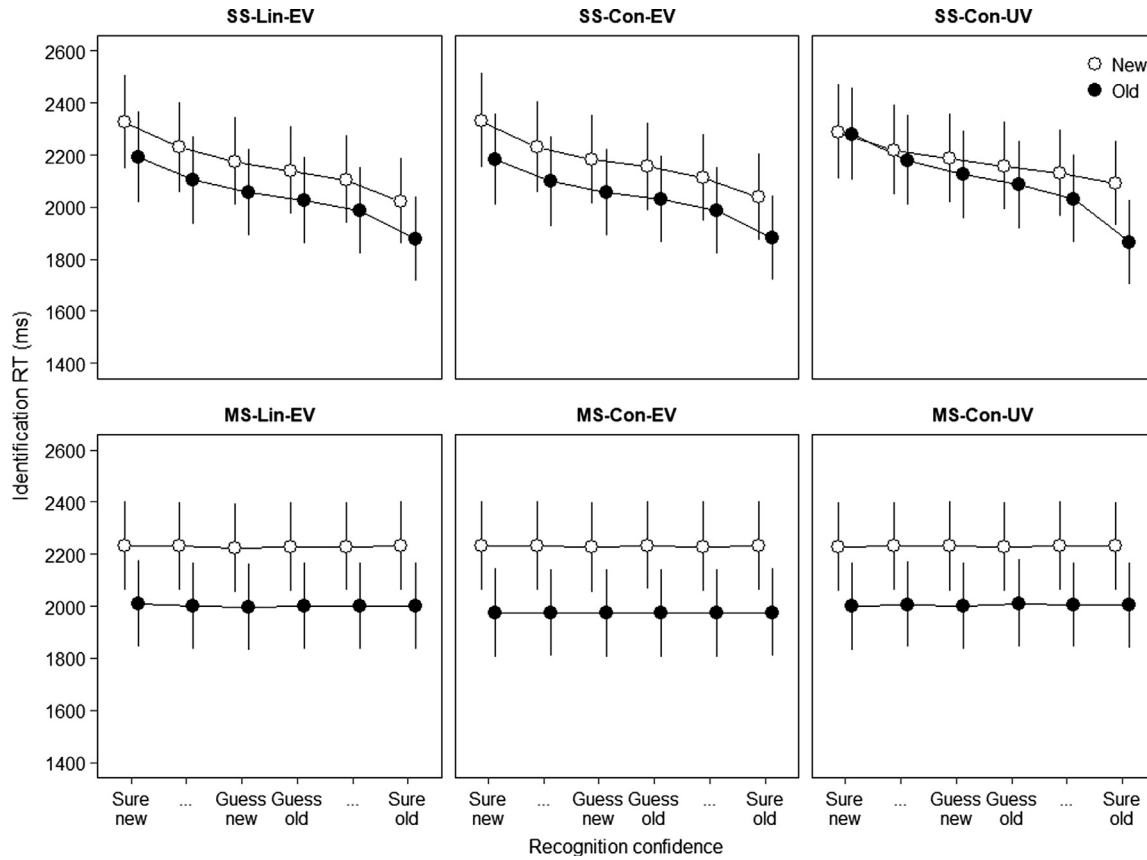 SS-Lin-EV
SS-Con-EV
SS-Con-UV
New
Old
2600
2400
2200
2000
1800
1600
1400
Identification RT (ms)
MS-Lin-EV
MS-Con-EV
MS-Con-UV
2600
2400
2200
2000
1800
1600
1400
Sure new
...
Guess new
Guess old
...
Sure old
Sure new
...
Guess new
Guess old
...
Sure old
Sure new
...
Guess new
Guess old
...
Sure old
Recognition confidence